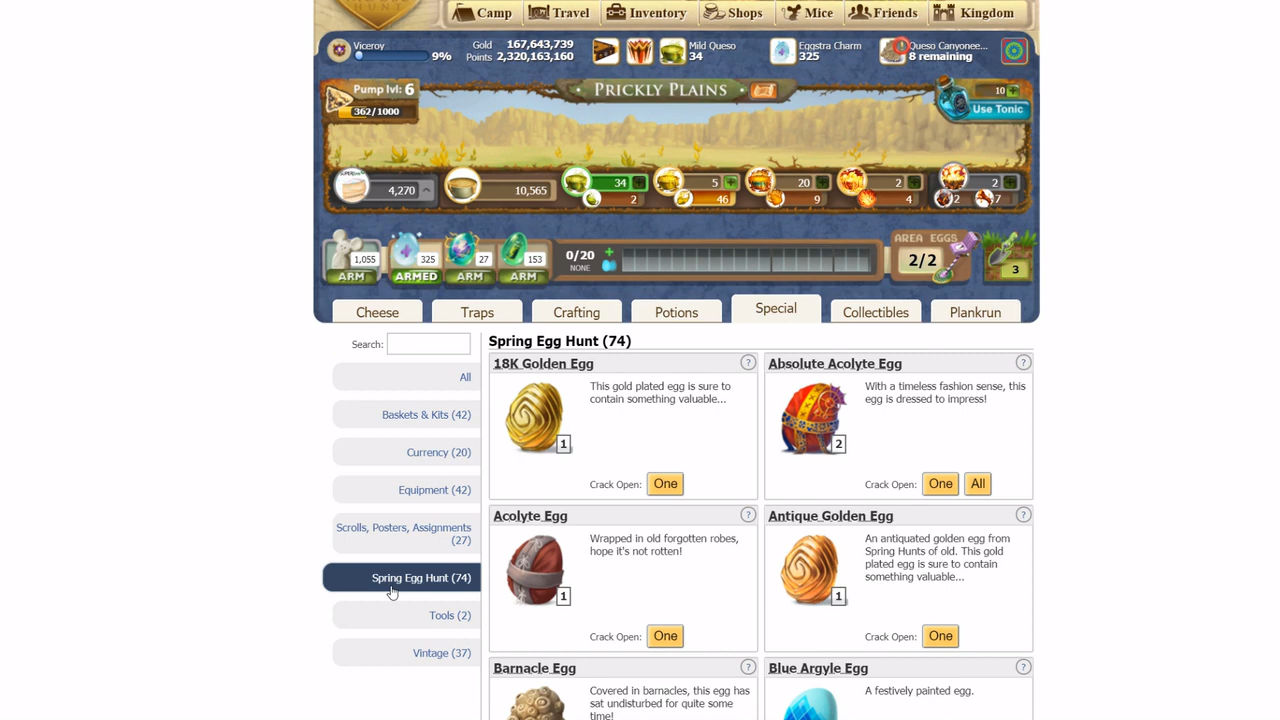 HUNT
Camp
Travel
Inventory
Shops
Mice
Friends
Kingdom
Viceroy
9%
Gold 167,643,739
Points 2,320,163,160
Mild Queso
34
Eggstra Charm
325
Queso Canyonee...
8 remaining
Pump lvl: 6
362/1000
PRICKLY PLAINS
10
Use Tonic
4,270
10,565
34
2
5
46
20
9
2
4
2
2
7
1,055
ARM
325
ARMED
27
ARM
153
ARM
0/20
NONE
AREA EGGS
2/2
3
Cheese
Traps
Crafting
Potions
Special
Collectibles
Plankrun
Search:
All
Baskets & Kits (42)
Currency (20)
Equipment (42)
Scrolls, Posters, Assignments
(27)
Spring Egg Hunt (74)
Tools (2)
Vintage (37)
Spring Egg Hunt (74)
18K Golden Egg
?
This gold plated egg is sure to
contain something valuable...
1
Crack Open: One
Absolute Acolyte Egg
?
With a timeless fashion sense, this
egg is dressed to impress!
2
Crack Open: One All
Acolyte Egg
?
Wrapped in old forgotten robes,
hope it's not rotten!
1
Crack Open: One
Antique Golden Egg
?
An antiquated golden egg from
Spring Hunts of old. This gold
plated egg is sure to contain
something valuable...
1
Crack Open: One
Barnacle Egg
?
Covered in barnacles, this egg has
sat undisturbed for quite some
time!
Blue Argyle Egg
?
A festively painted egg.